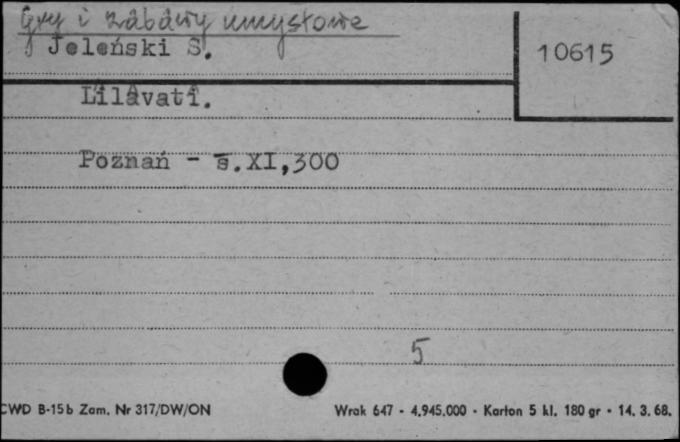 Gry i zabawy umysłowe
Jeleński S.
10615
Lilavati.
Poznań - s.XI,300
5
CWD B-15b Zam. Nr 317/DW/ON
Wrak 647 - 4.945.000 - Karton 5 kl. 180 gr - 14. 3. 68.